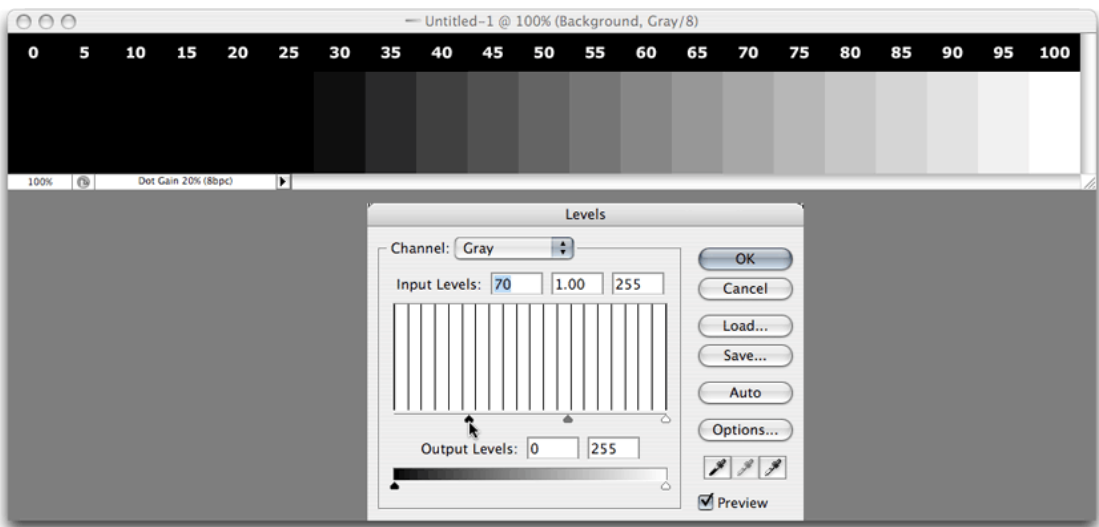 Untitled-1 @ 100% (Background, Gray/8)
0 5 10 15 20 25 30 35 40 45 50 55 60 65 70 75 80 85 90 95 100
100% Dot Gain 20% (8bpc)
Levels
Channel: Gray
OK
Input Levels: 70 1.00 255
Cancel
Load...
Save...
Auto
Options...
Output Levels: 0 255
Preview